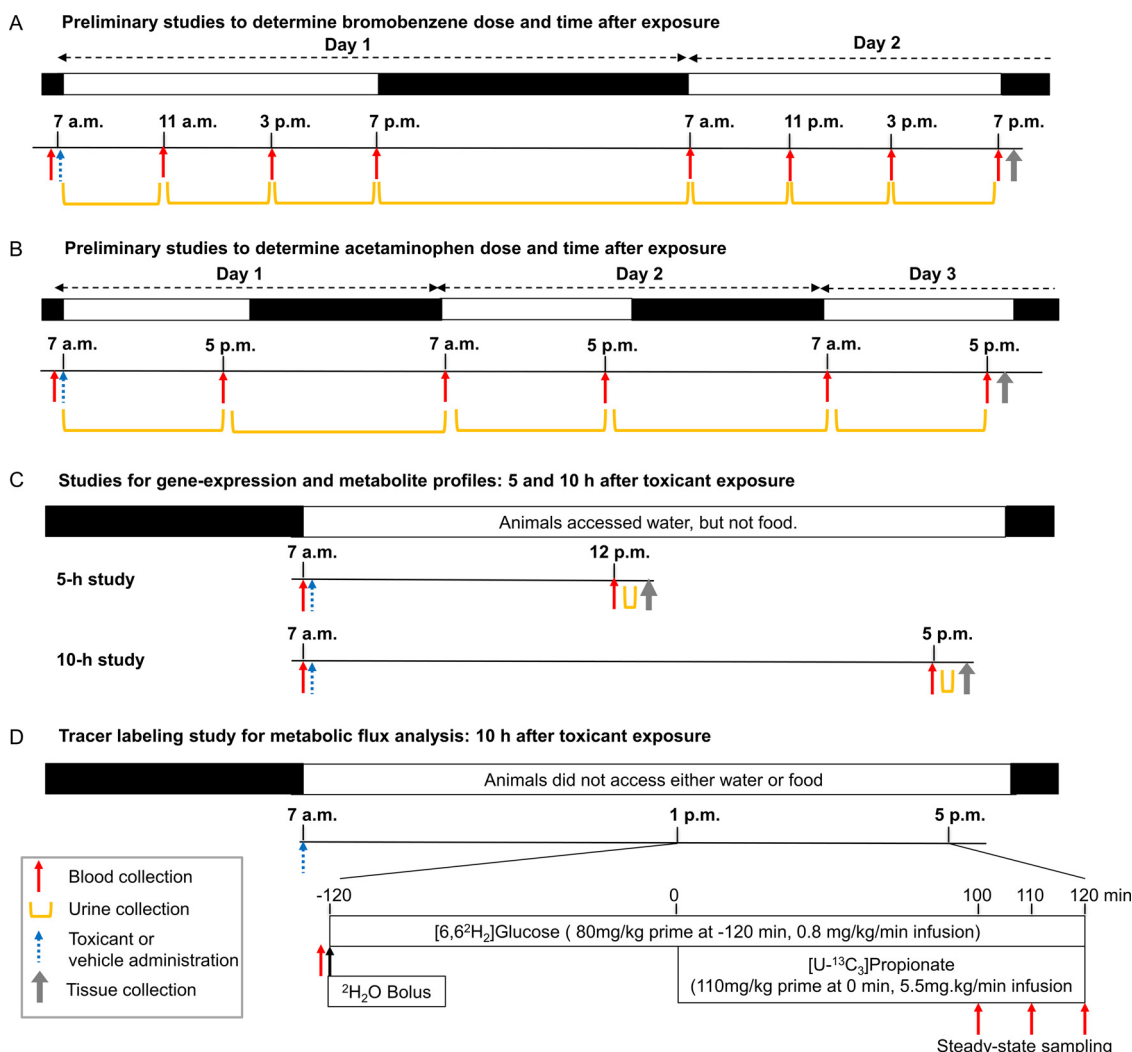 A Preliminary studies to determine bromobenzene dose and time after exposure
Day 1 Day 2
7 a.m. 11 a.m. 3 p.m. 7 p.m. 7 a.m. 11 p.m. 3 p.m. 7 p.m.
B Preliminary studies to determine acetaminophen dose and time after exposure
Day 1 Day 2 Day 3
7 a.m. 5 p.m. 7 a.m. 5 p.m. 7 a.m. 5 p.m.
C Studies for gene-expression and metabolite profiles: 5 and 10 h after toxicant exposure
Animals accessed water, but not food.
7 a.m. 12 p.m.
5-h study
7 a.m. 5 p.m.
10-h study
D Tracer labeling study for metabolic flux analysis: 10 h after toxicant exposure
Animals did not access either water or food
7 a.m. 1 p.m. 5 p.m.
Blood collection
Urine collection
Toxicant or
vehicle administration
Tissue collection
-120 0 100 110 120 min
[6,6²H₂]Glucose ( 80mg/kg prime at -120 min, 0.8 mg/kg/min infusion)
[U-¹³C₃]Propionate
(110mg/kg prime at 0 min, 5.5mg.kg/min infusion
²H₂O Bolus
Steady-state sampling